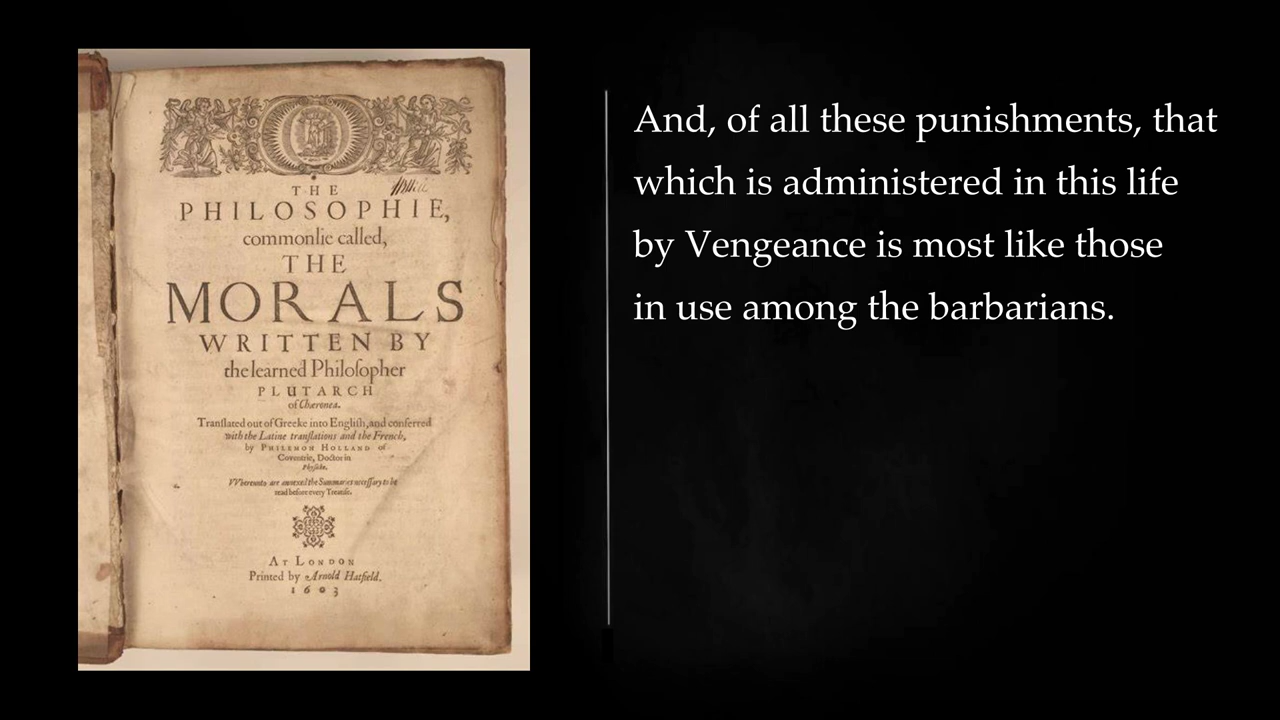 THE
PHILOSOPHIE,
commonlie called,
THE
MORALS
WRITTEN BY
the learned Philoſopher
PLUTARCH
of Chæronea.
Tranſlated out of Greeke into Engliſh, and conferred
with the Latine tranſlations and the French,
by PHILEMON HOLLAND of
Coventrie, Doctor in
Phyſicke.
VVhereunto are annexed the Summaries neceſſary to be
read before every Treatiſe.
AT LONDON
Printed by Arnold Hatfield.
1603
And, of all these punishments, that
which is administered in this life
by Vengeance is most like those
in use among the barbarians.